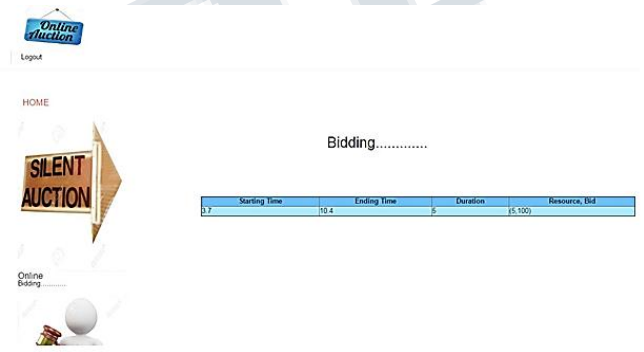 Online
Auction
Logout
HOME
SILENT
AUCTION
Bidding.............
Starting Time Ending Time Duration Resource, Bid
3.7 10.4 5 (5,100)
Online
Bidding............